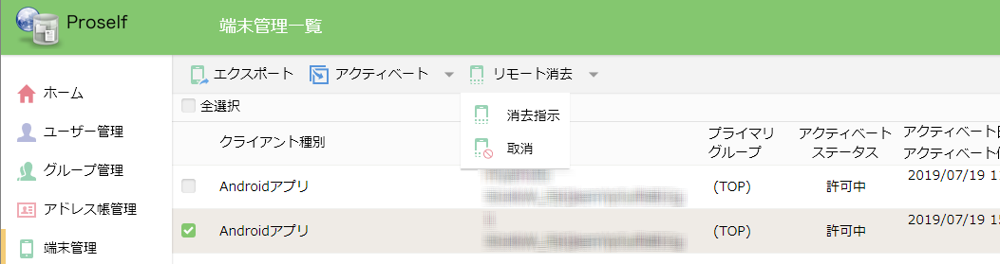 Proself
端末管理一覧
エクスポート
アクティベート
リモート消去
ホーム
ユーザー管理
グループ管理
アドレス帳管理
端末管理
全選択
消去指示
取消
クライアント種別
プライマリ
グループ
アクティベート
ステータス
アクティベート
アクティベート
Androidアプリ
(TOP)
許可中
2019/07/19 1
Androidアプリ
(TOP)
許可中
2019/07/19 1